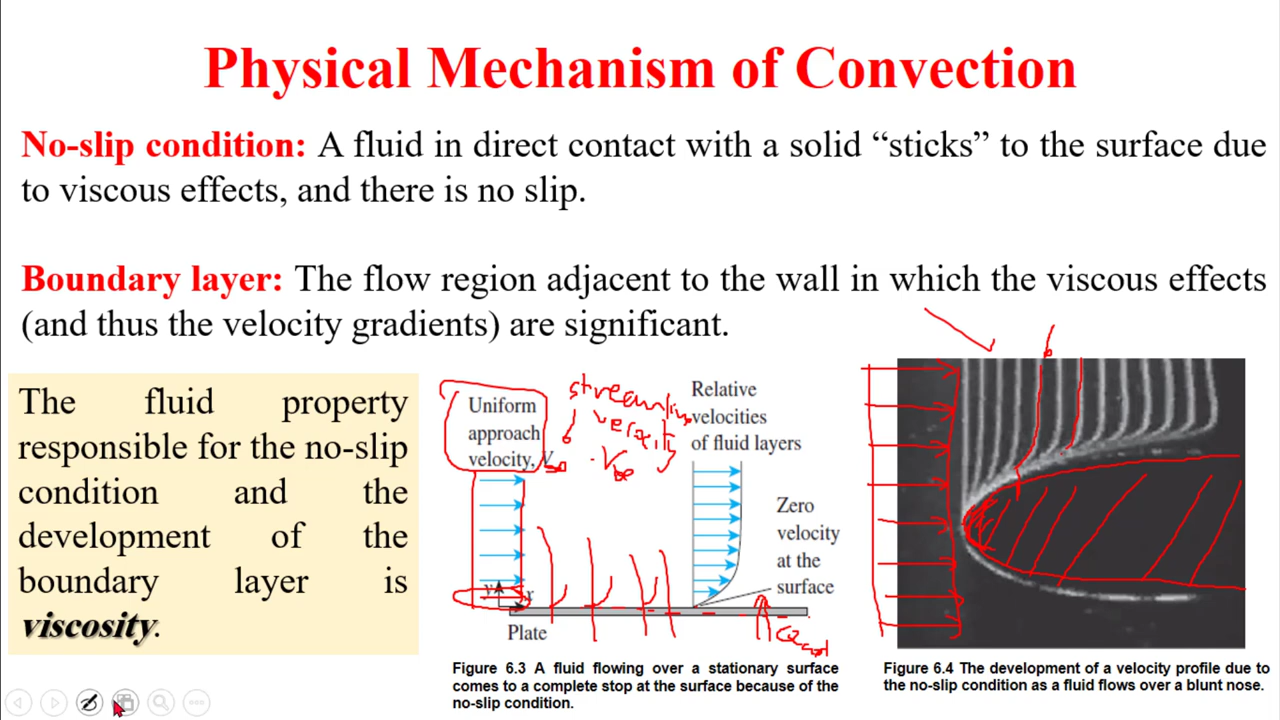 Physical Mechanism of Convection
No-slip condition: A fluid in direct contact with a solid “sticks” to the surface due
to viscous effects, and there is no slip.
Boundary layer: The flow region adjacent to the wall in which the viscous effects
(and thus the velocity gradients) are significant.
The fluid property
responsible for the no-slip
condition and the
development of the
boundary layer is
viscosity.
Uniform
approach
velocity, V
streamline
velocity
V∞
Relative
velocities
of fluid layers
Zero
velocity
at the
surface
y
x
Plate
Figure 6.3 A fluid flowing over a stationary surface
comes to a complete stop at the surface because of the
no-slip condition.
Figure 6.4 The development of a velocity profile due to
the no-slip condition as a fluid flows over a blunt nose.